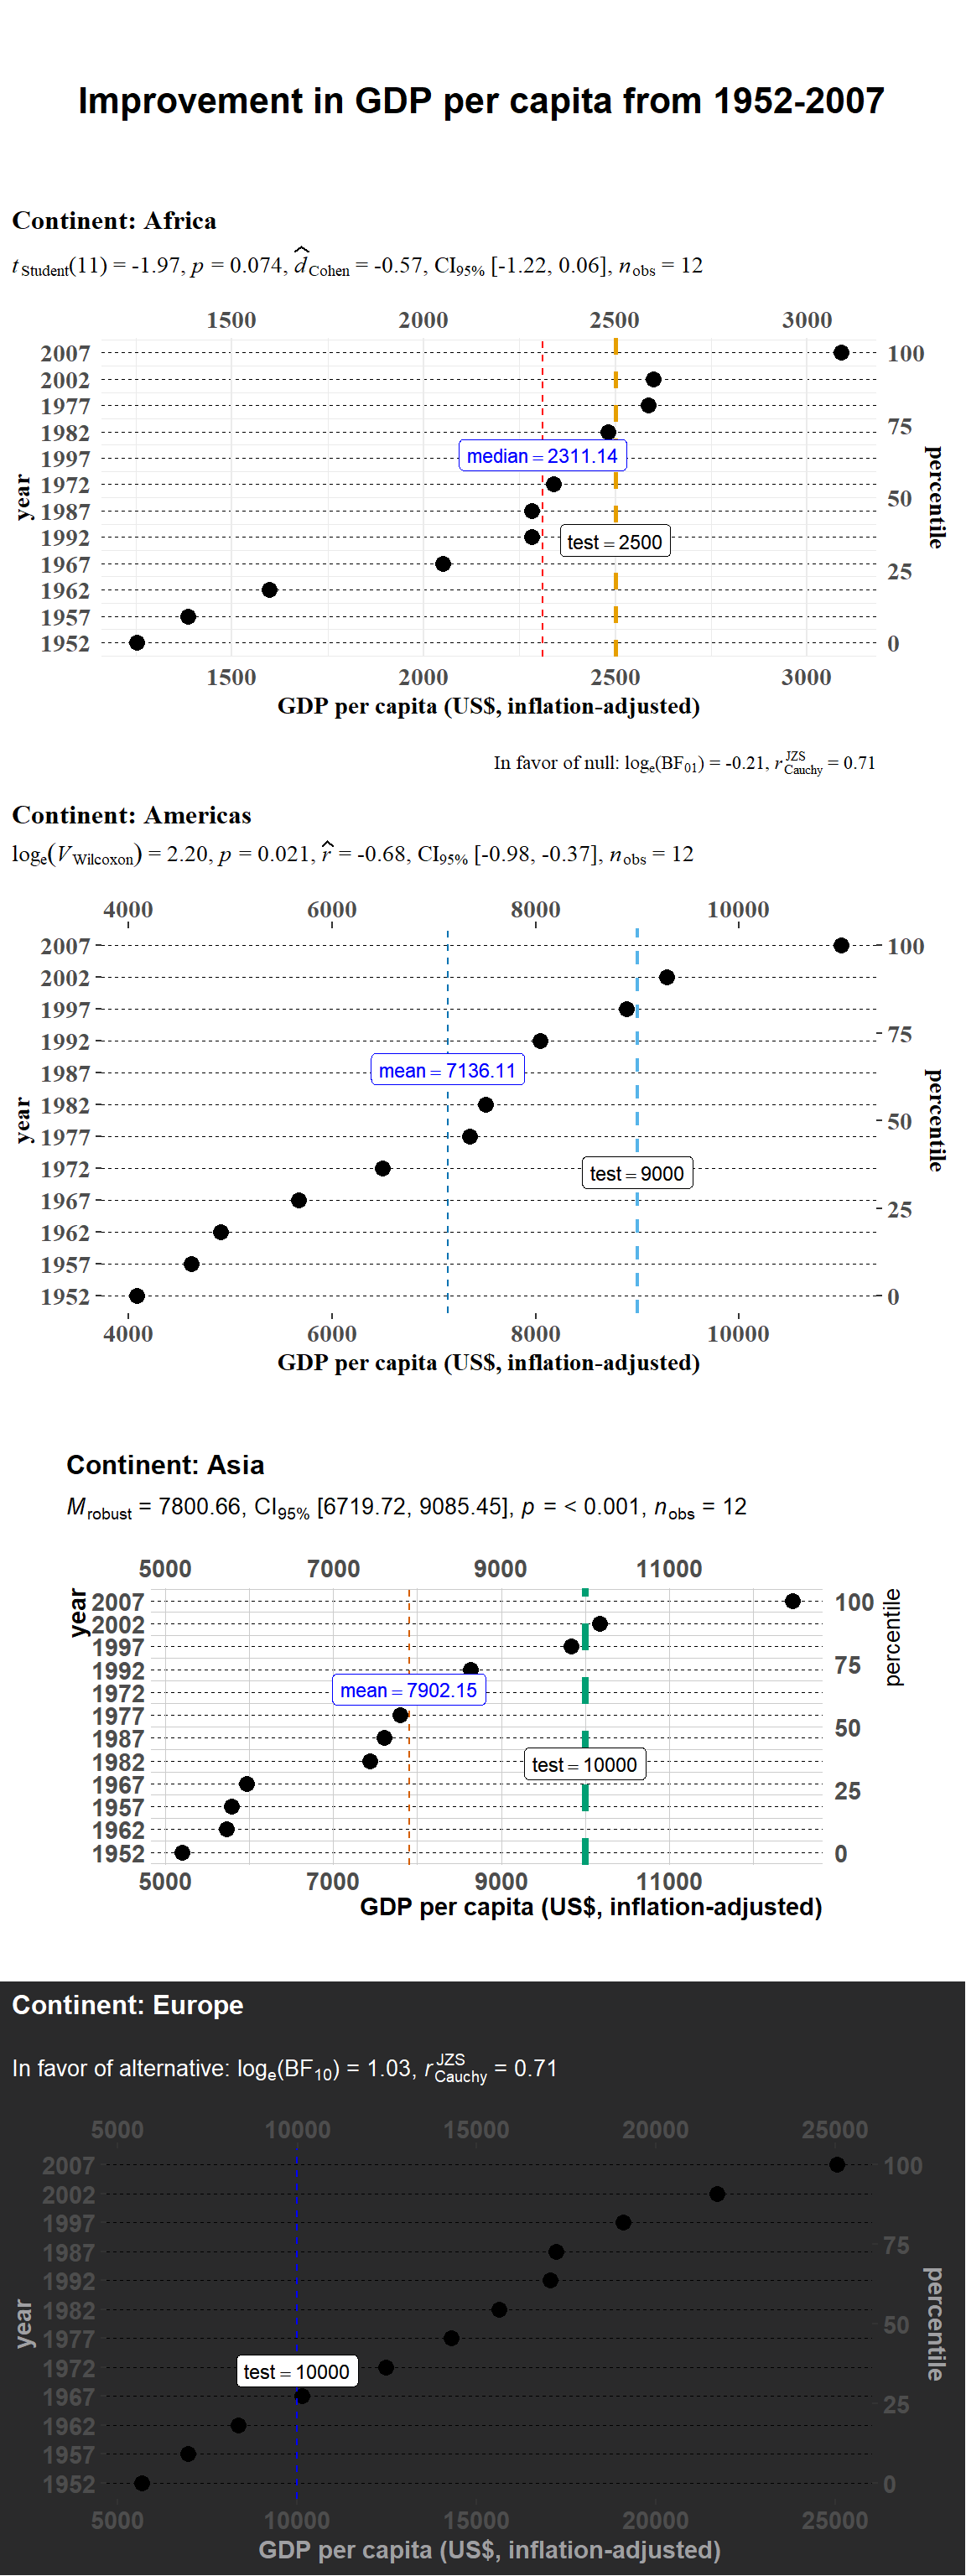 Improvement in GDP per capita from 1952-2007
Continent: Africa
t Student(11) = -1.97, p = 0.074, d̂ Cohen = -0.57, CI95% [-1.22, 0.06], n obs = 12
1500 2000 2500 3000
2007 100
2002
1977
1982 75
median = 2311.14
1997
1972
year percentile
50
1987
1992
test = 2500
1967 25
1962
1957
1952 0
1500 2000 2500 3000
GDP per capita (US$, inflation-adjusted)
In favor of null: loge(BF01) = -0.21, r JZS Cauchy = 0.71
Continent: Americas
loge(V Wilcoxon) = 2.20, p = 0.021, r̂ = -0.68, CI95% [-0.98, -0.37], n obs = 12
4000 6000 8000 10000
2007 100
2002
1997
1992 75
mean = 7136.11
1987
1982
year percentile
50
1977
1972
test = 9000
1967 25
1962
1957
1952 0
4000 6000 8000 10000
GDP per capita (US$, inflation-adjusted)
Continent: Asia
M robust = 7800.66, CI95% [6719.72, 9085.45], p = < 0.001, n obs = 12
5000 7000 9000 11000
year percentile
2007 100
2002
1997
1992 75
mean = 7902.15
1972
1977
50
1987
1982
test = 10000
1967 25
1957
1962
1952 0
5000 7000 9000 11000
GDP per capita (US$, inflation-adjusted)
Continent: Europe
In favor of alternative: loge(BF10) = 1.03, r JZS Cauchy = 0.71
5000 10000 15000 20000 25000
2007 100
2002
1997
1987 75
1992
1982
year percentile
50
1977
1972
test = 10000
1967 25
1962
1957
1952 0
5000 10000 15000 20000 25000
GDP per capita (US$, inflation-adjusted)